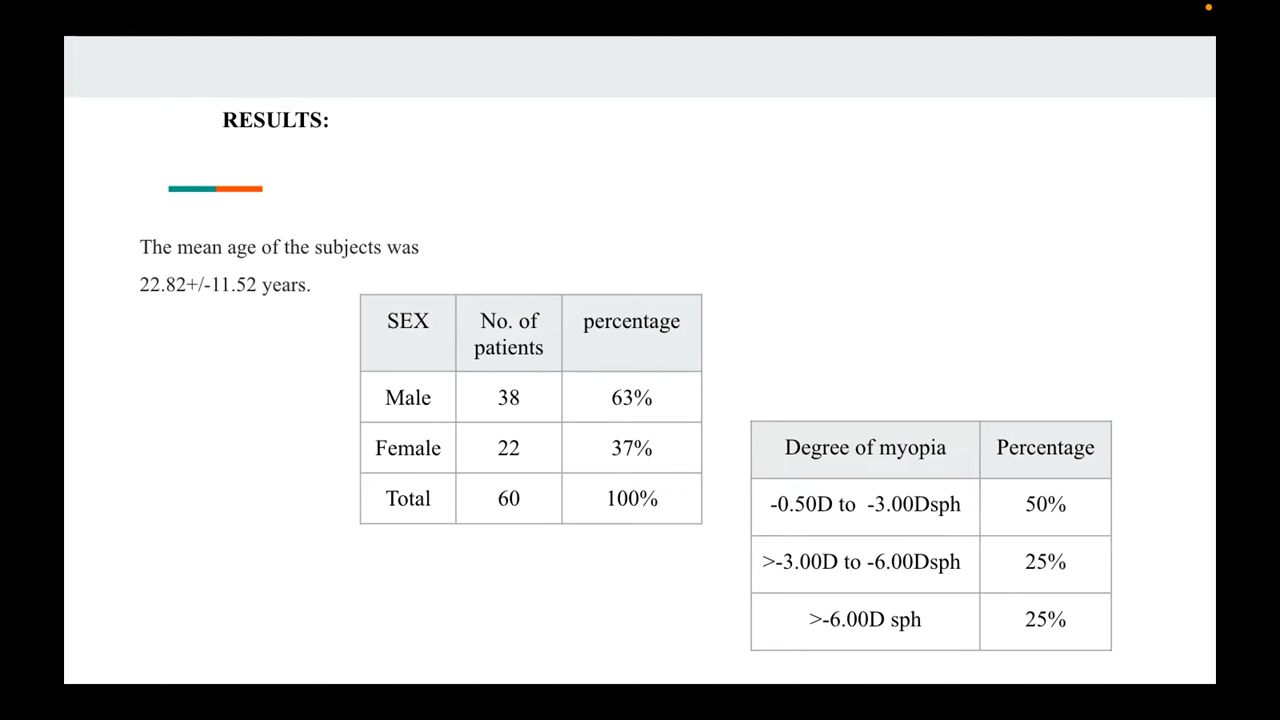 RESULTS:
The mean age of the subjects was
22.82+/-11.52 years.
SEX No. of patients percentage
Male 38 63%
Female 22 37%
Total 60 100%
Degree of myopia Percentage
-0.50D to -3.00Dsph 50%
>-3.00D to -6.00Dsph 25%
>-6.00D sph 25%